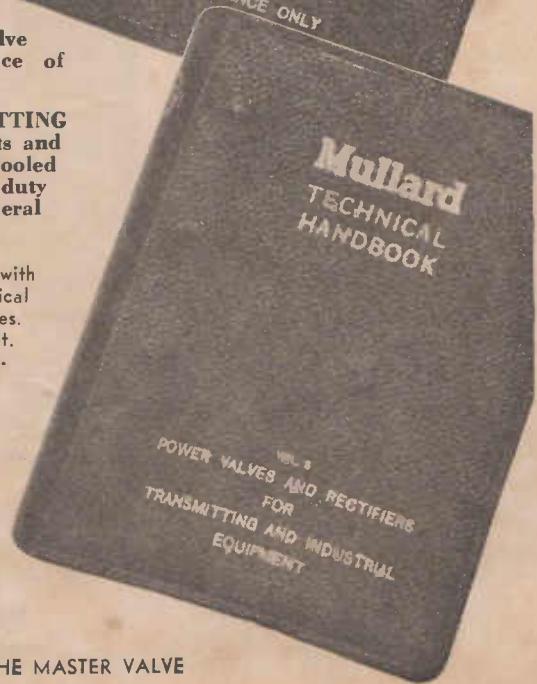 NCE ONLY
lve
ce of
TTING
ts and
ooled
duty
eral
with
ical
es.
t.
Mullard
TECHNICAL
HANDBOOK
POWER VALVES AND RECTIFIERS
FOR
TRANSMITTING AND INDUSTRIAL
EQUIPMENT
HE MASTER VALVE